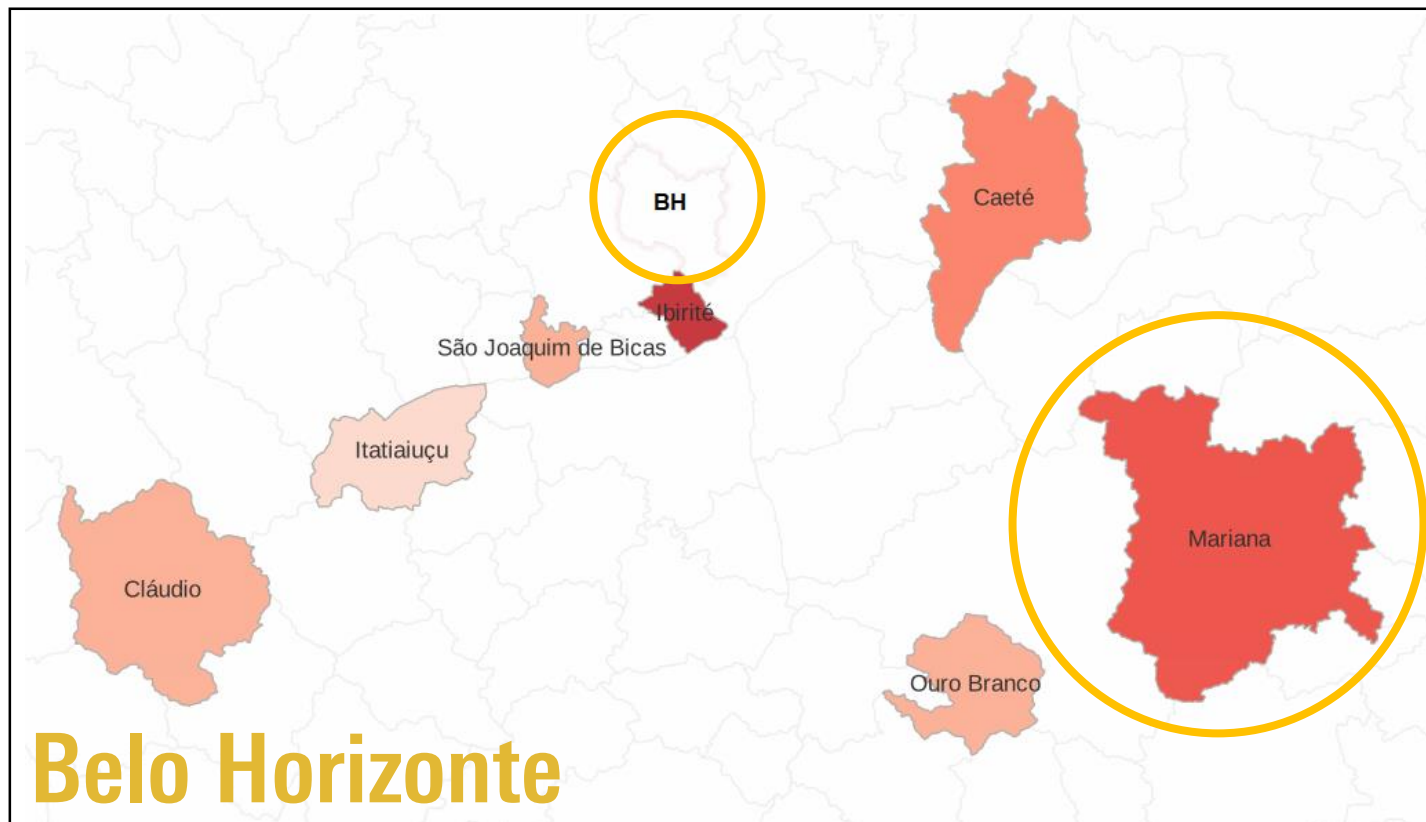 BH
Caeté
Ibirité
São Joaquim de Bicas
Itatiaiuçu
Mariana
Cláudio
Ouro Branco
Belo Horizonte